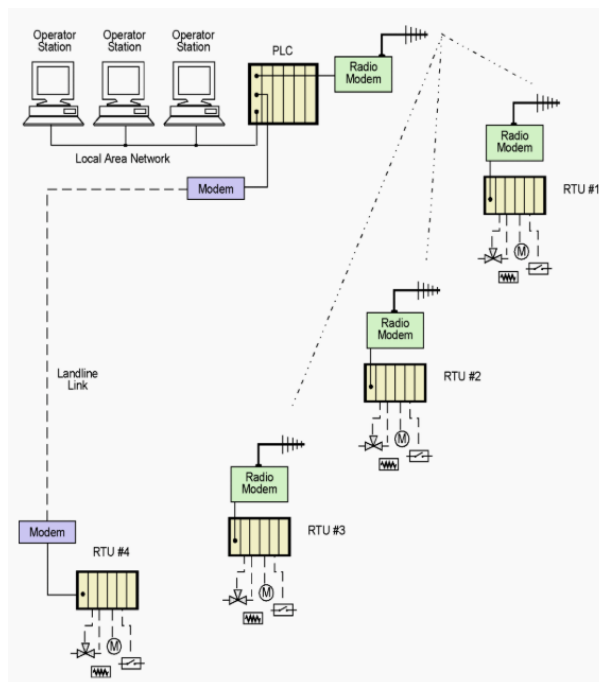 Operator
Station
Operator
Station
Operator
Station
PLC
Radio
Modem
Local Area Network
Modem
Radio
Modem
RTU #1
M
Radio
Modem
RTU #2
M
Landline
Link
Radio
Modem
RTU #3
M
Modem
RTU #4
M